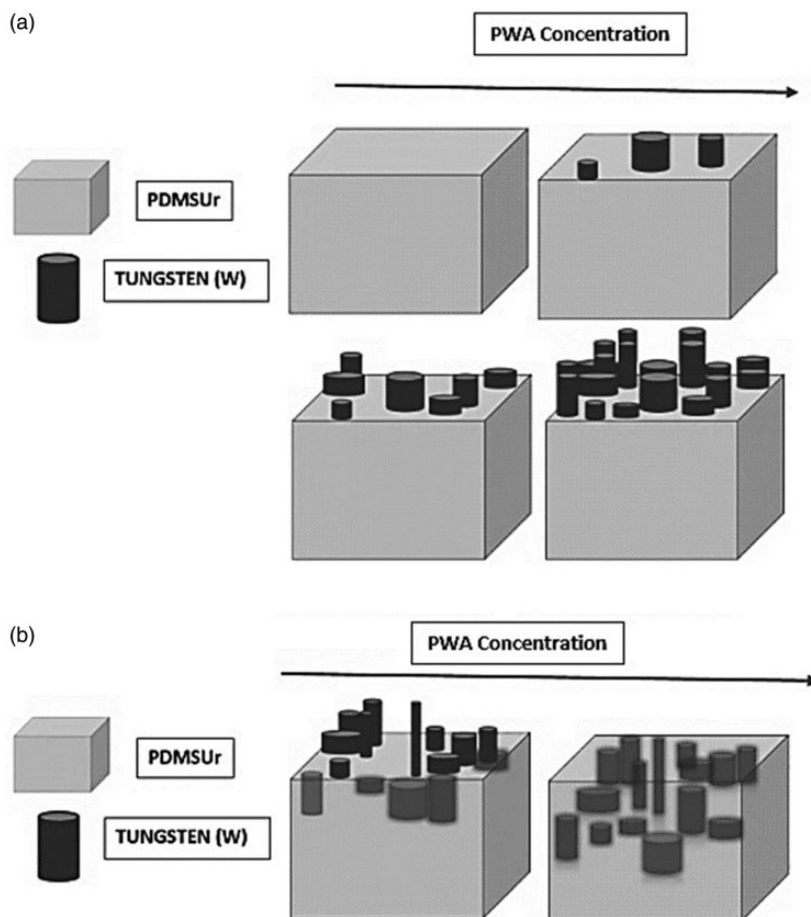 (a)
PWA Concentration
PDMSUr
TUNGSTEN (W)
(b)
PWA Concentration
PDMSUr
TUNGSTEN (W)